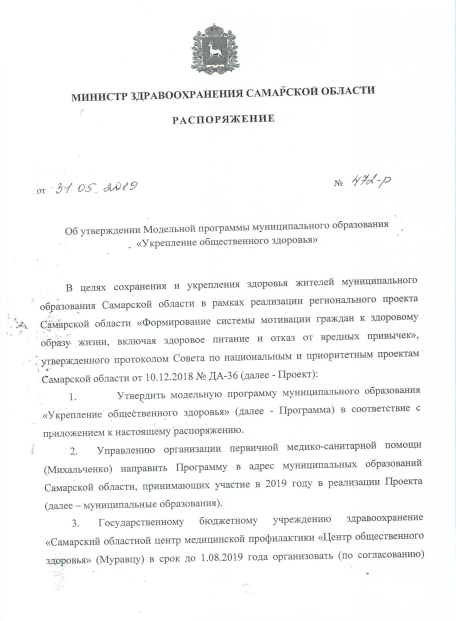 МИНИСТР ЗДРАВООХРАНЕНИЯ САМАРСКОЙ ОБЛАСТИ
РАСПОРЯЖЕНИЕ
от 31.05.2019 № 472-р
Об утверждении Модельной программы муниципального образования
«Укрепление общественного здоровья»
В целях сохранения и укрепления здоровья жителей муниципального
образования Самарской области в рамках реализации регионального проекта
Самарской области «Формирование системы мотивации граждан к здоровому
образу жизни, включая здоровое питание и отказ от вредных привычек»,
утвержденного протоколом Совета по национальным и приоритетным проектам
Самарской области от 10.12.2018 № ДА-36 (далее - Проект):
1. Утвердить модельную программу муниципального образования
«Укрепление общественного здоровья» (далее - Программа) в соответствие с
приложением к настоящему распоряжению.
2. Управлению организации первичной медико-санитарной помощи
(Михальченко) направить Программу в адрес муниципальных образований
Самарской области, принимающих участие в 2019 году в реализации Проекта
(далее – муниципальные образования).
3. Государственному бюджетному учреждению здравоохранение
«Самарский областной центр медицинской профилактики «Центр общественного
здоровья» (Муравцу) в срок до 1.08.2019 года организовать (по согласованию)